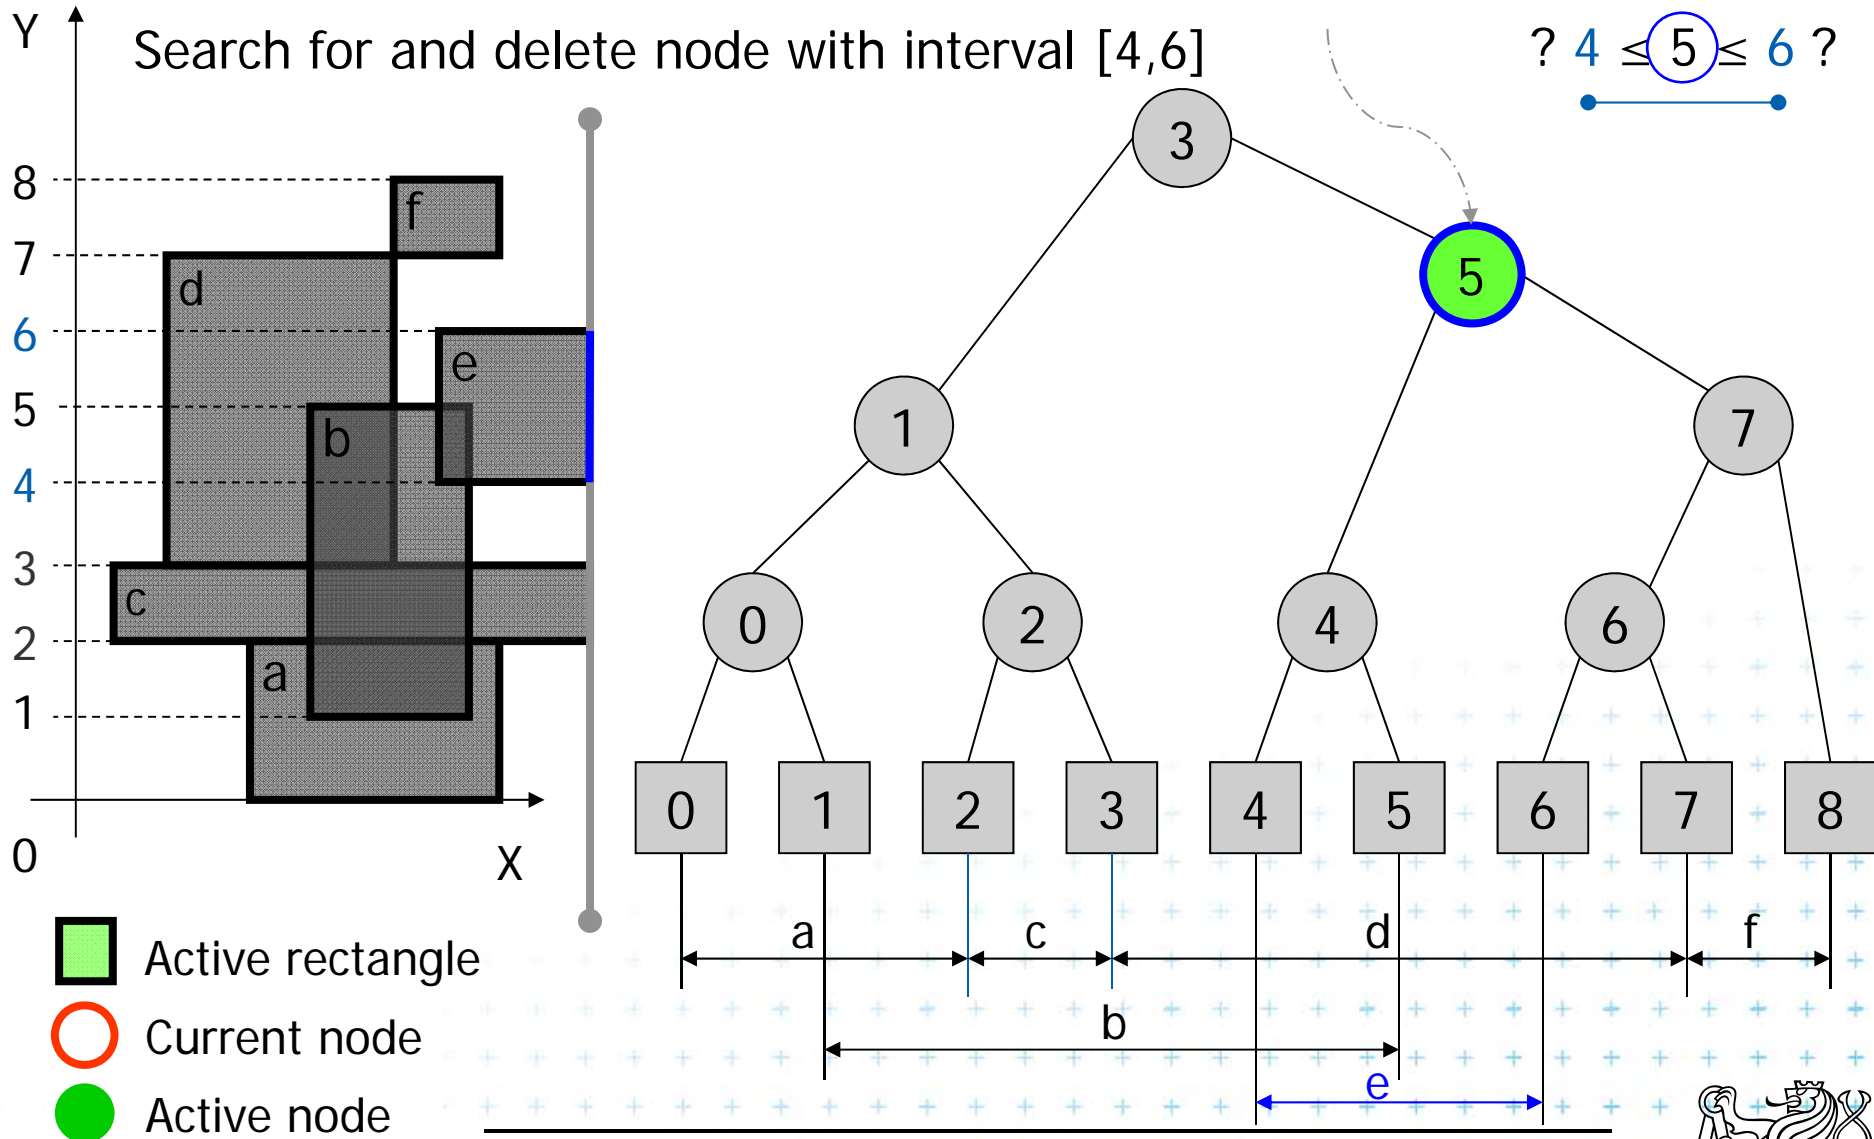 Y
Search for and delete node with interval [4,6]
? 4 ≤ 5 ≤ 6 ?
3
8
f
7
d
5
6
e
5
b
1
7
4
3
c
0
2
4
6
2
a
1
0
1
2
3
4
5
6
7
8
0
X
a
c
d
f
Active rectangle
b
Current node
e
Active node